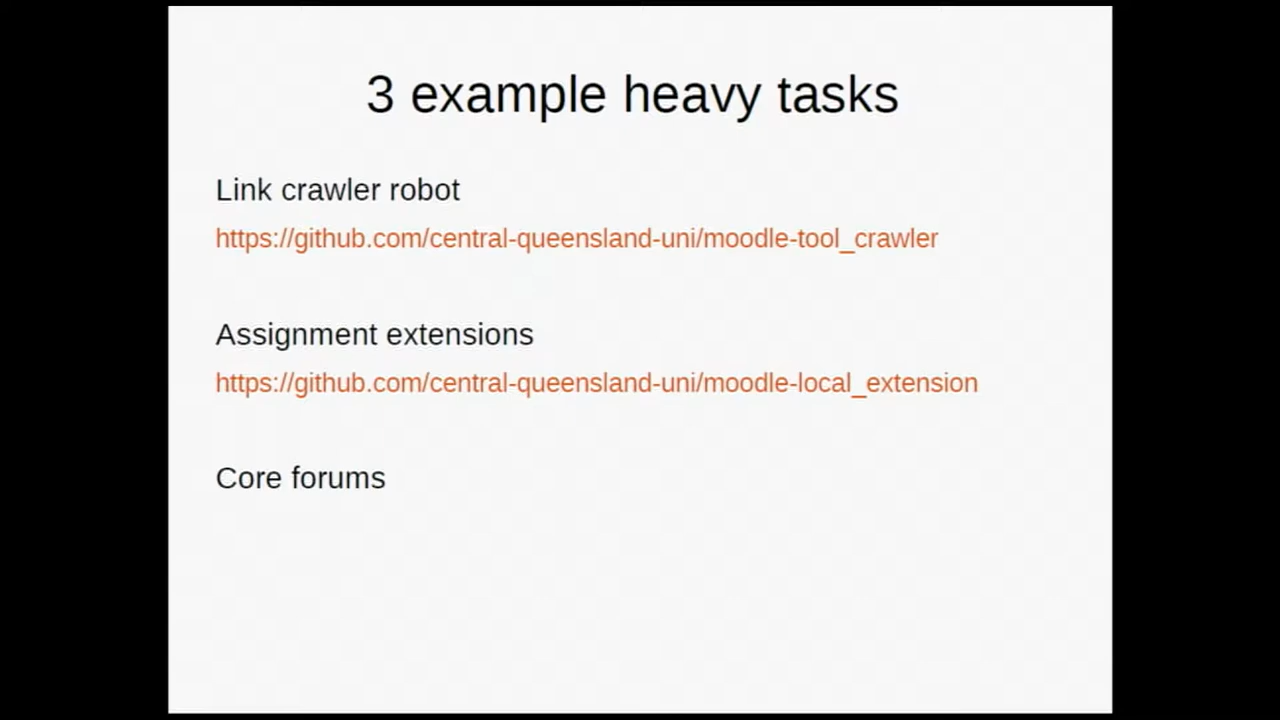 3 example heavy tasks
Link crawler robot
https://github.com/central-queensland-uni/moodle-tool_crawler
Assignment extensions
https://github.com/central-queensland-uni/moodle-local_extension
Core forums